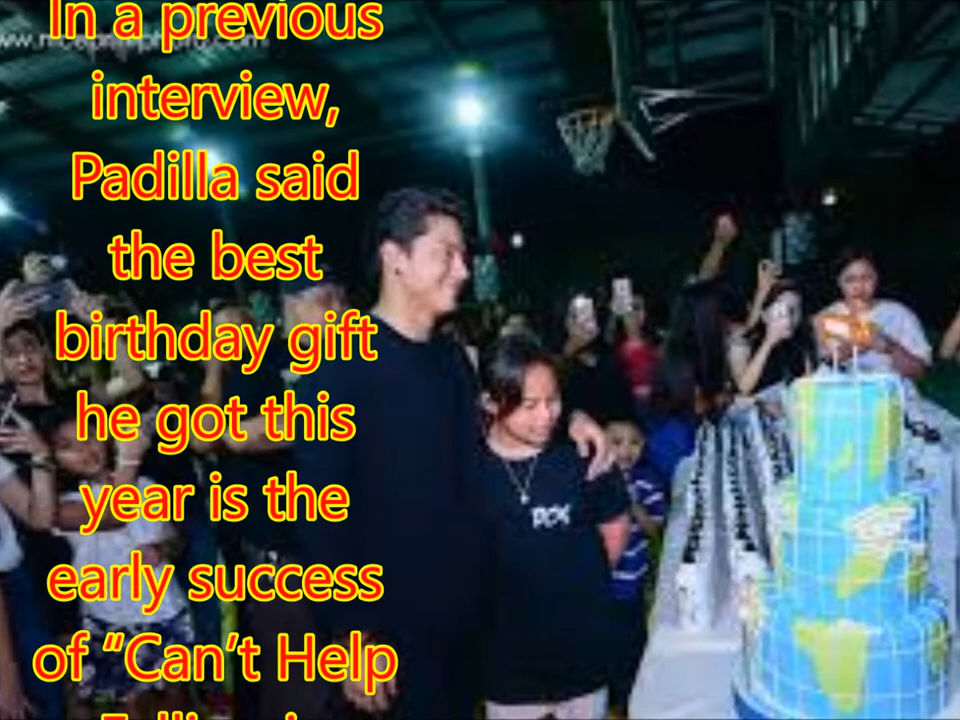 In a previous
interview,
Padilla said
the best
birthday gift
he got this
year is the
early success
of “Can’t Help